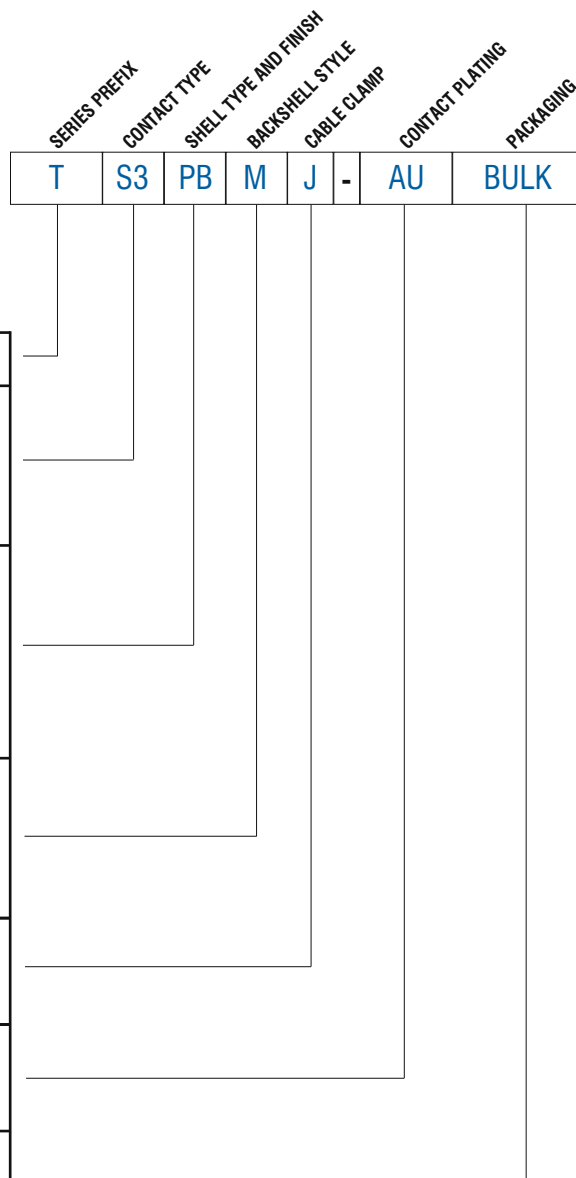 SERIES PREFIX
CONTACT TYPE
SHELL TYPE AND FINISH
BACKSHELL STYLE
CABLE CLAMP
CONTACT PLATING
PACKAGING
T S3 PB M J - AU BULK